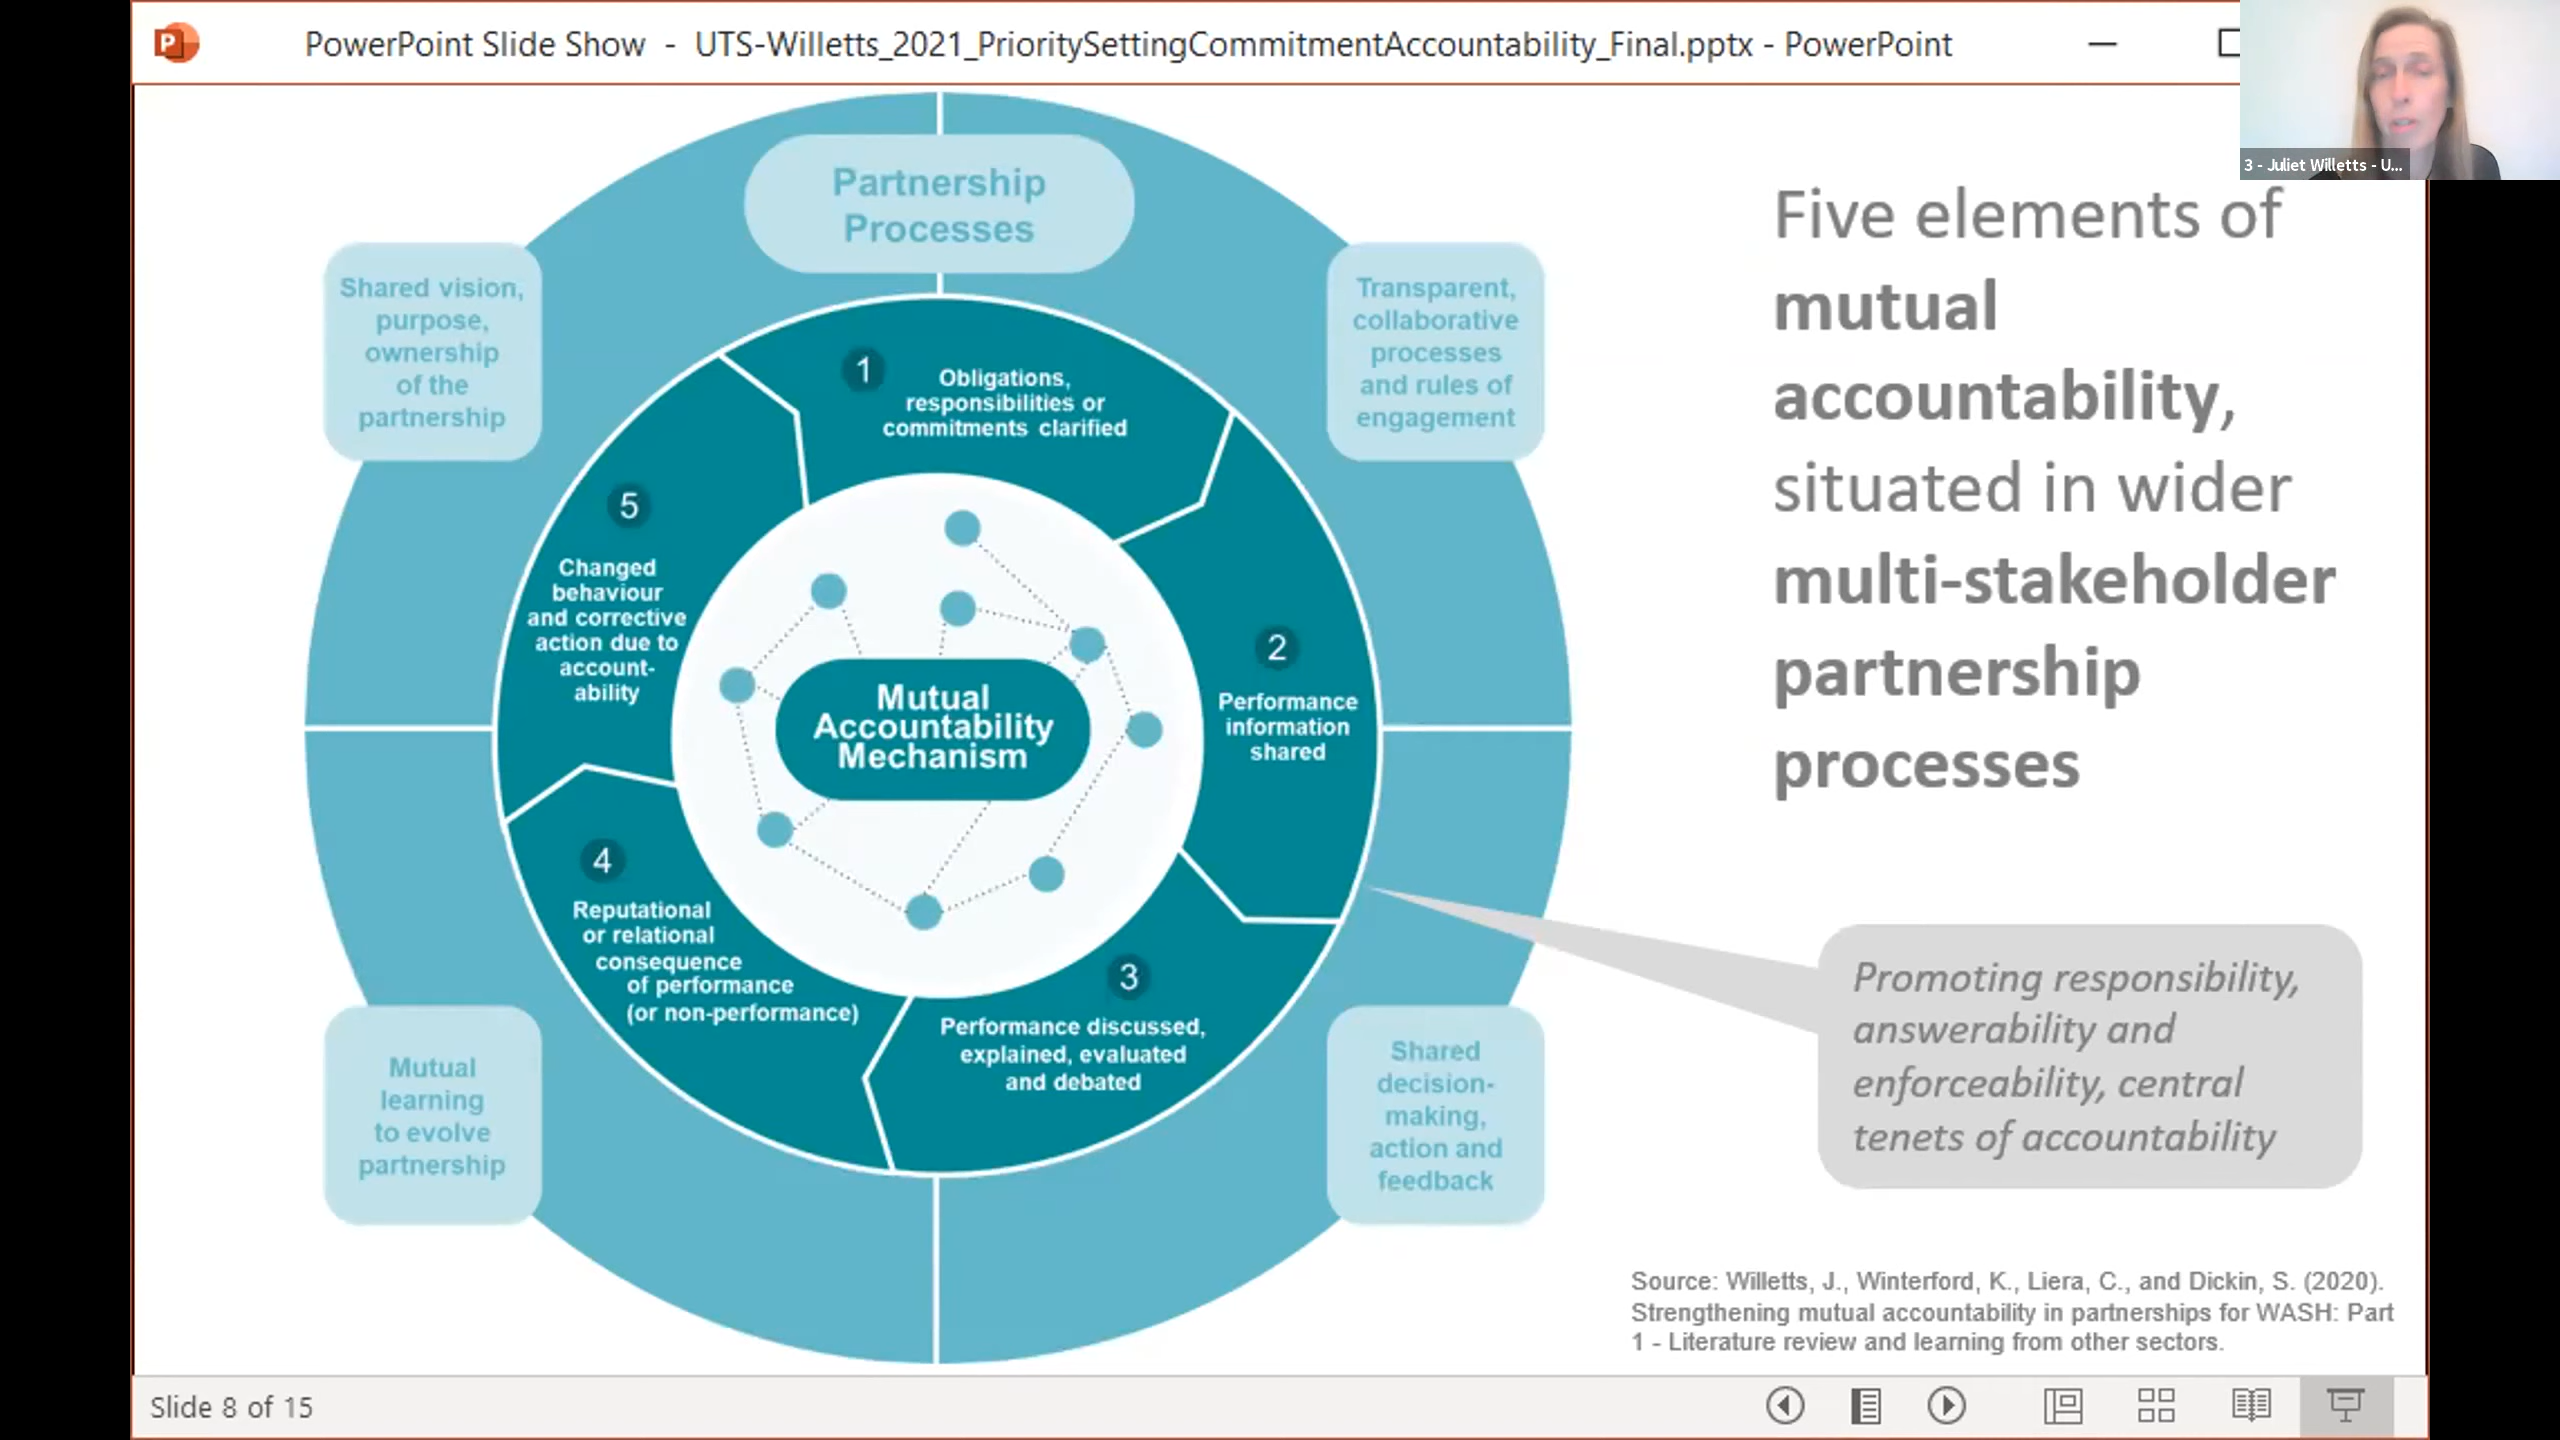 PowerPoint Slide Show - UTS-Willetts_2021_PrioritySettingCommitmentAccountability_Final.pptx - PowerPoint
3 - Juliet Willetts - U...
Partnership
Processes
Shared vision,
purpose,
ownership
of the
partnership
Transparent,
collaborative
processes
and rules of
engagement
1
Obligations,
responsibilities or
commitments clarified
2
Performance
information
shared
3
Performance discussed,
explained, evaluated
and debated
4
Reputational
or relational
consequence
of performance
(or non-performance)
5
Changed
behaviour
and corrective
action due to
account-
ability
Mutual
Accountability
Mechanism
Mutual
learning
to evolve
partnership
Shared
decision-
making,
action and
feedback
Five elements of
mutual
accountability,
situated in wider
multi-stakeholder
partnership
processes
Promoting responsibility,
answerability and
enforceability, central
tenets of accountability
Source: Willetts, J., Winterford, K., Liera, C., and Dickin, S. (2020).
Strengthening mutual accountability in partnerships for WASH: Part
1 - Literature review and learning from other sectors.
Slide 8 of 15